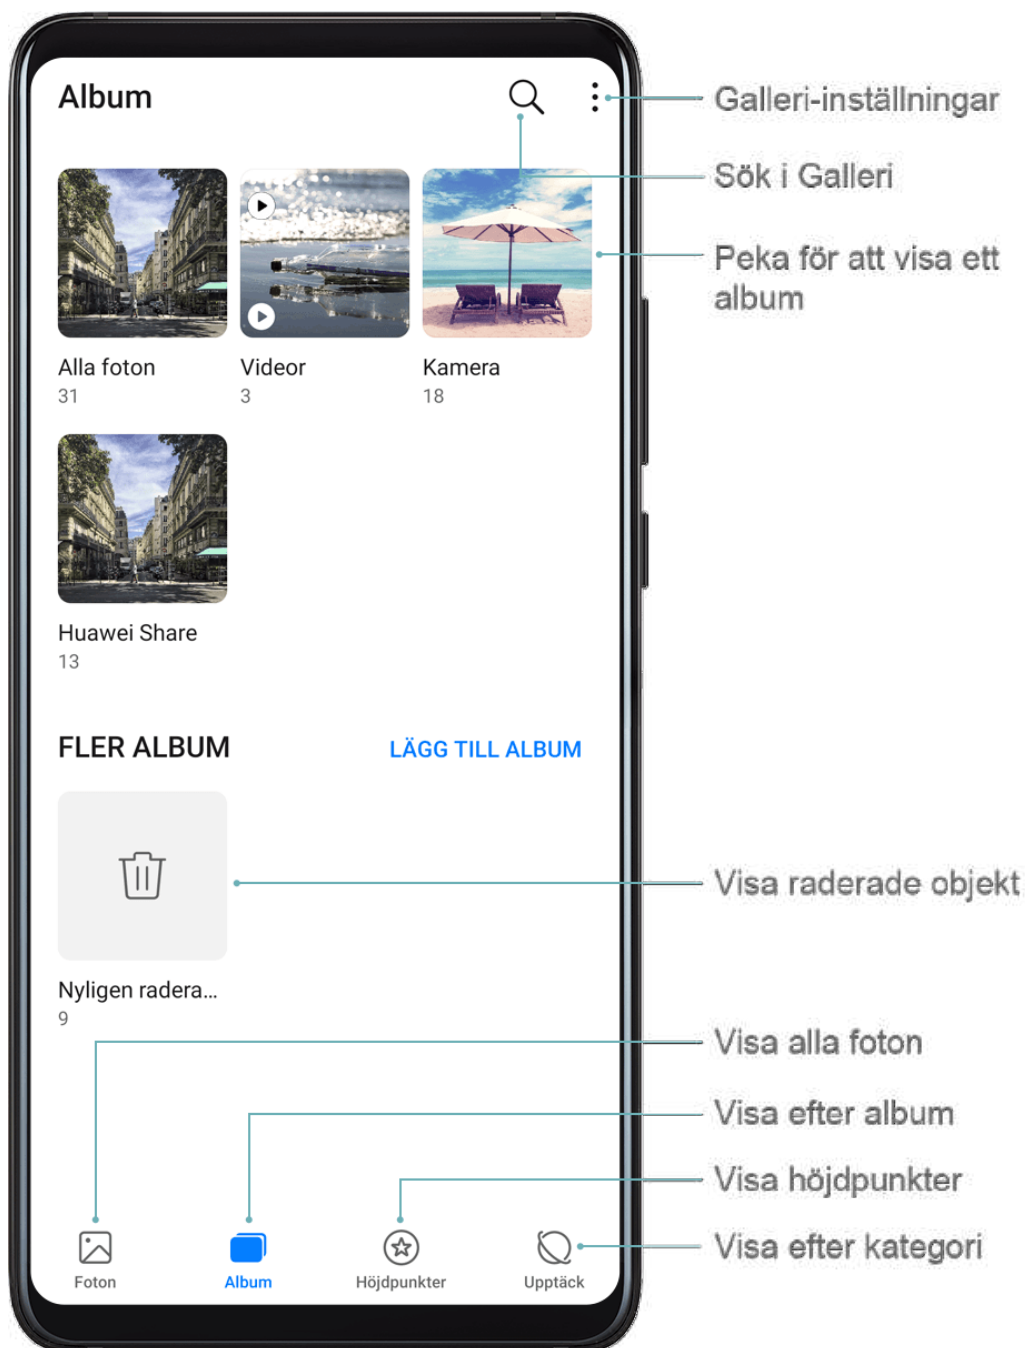 Album
Galleri-inställningar
Sök i Galleri
Peka för att visa ett
album
Alla foton
31
Videor
3
Kamera
18
Huawei Share
13
FLER ALBUM
LÄGG TILL ALBUM
Visa raderade objekt
Nyligen radera...
9
Visa alla foton
Visa efter album
Visa höjdpunkter
Visa efter kategori
Foton
Album
Höjdpunkter
Upptäck